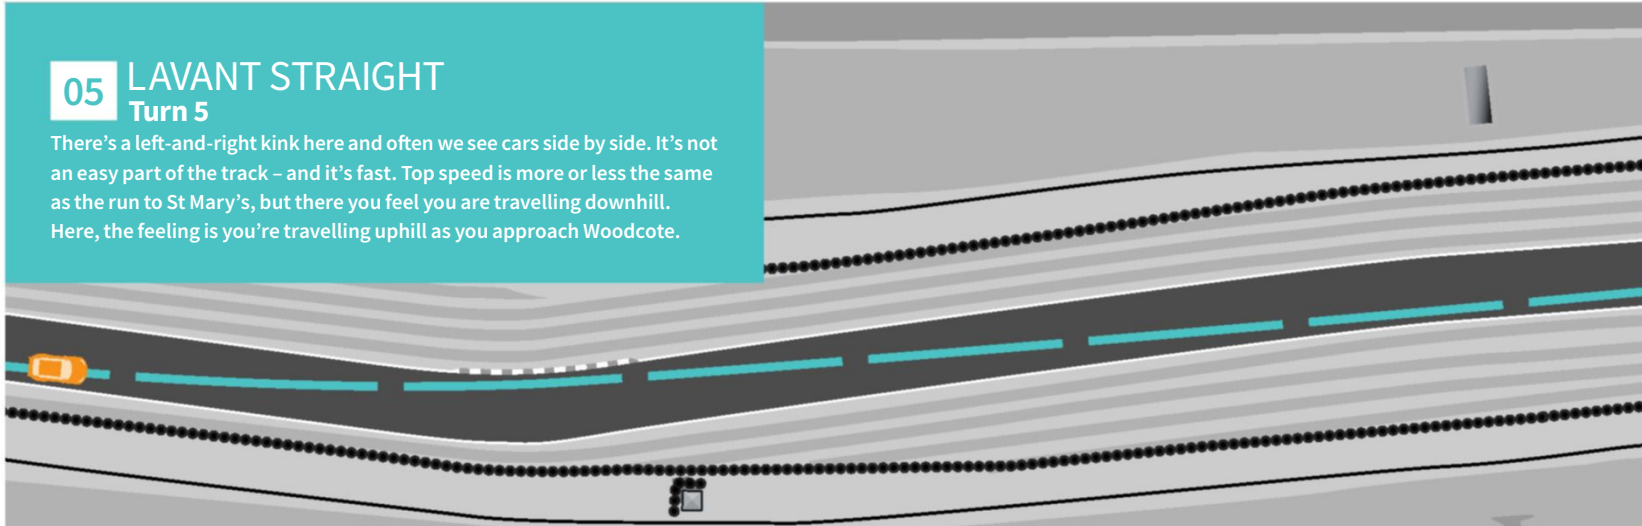 05
LAVANT STRAIGHT
Turn 5
There’s a left-and-right kink here and often we see cars side by side. It’s not
an easy part of the track – and it’s fast. Top speed is more or less the same
as the run to St Mary’s, but there you feel you are travelling downhill.
Here, the feeling is you’re travelling uphill as you approach Woodcote.